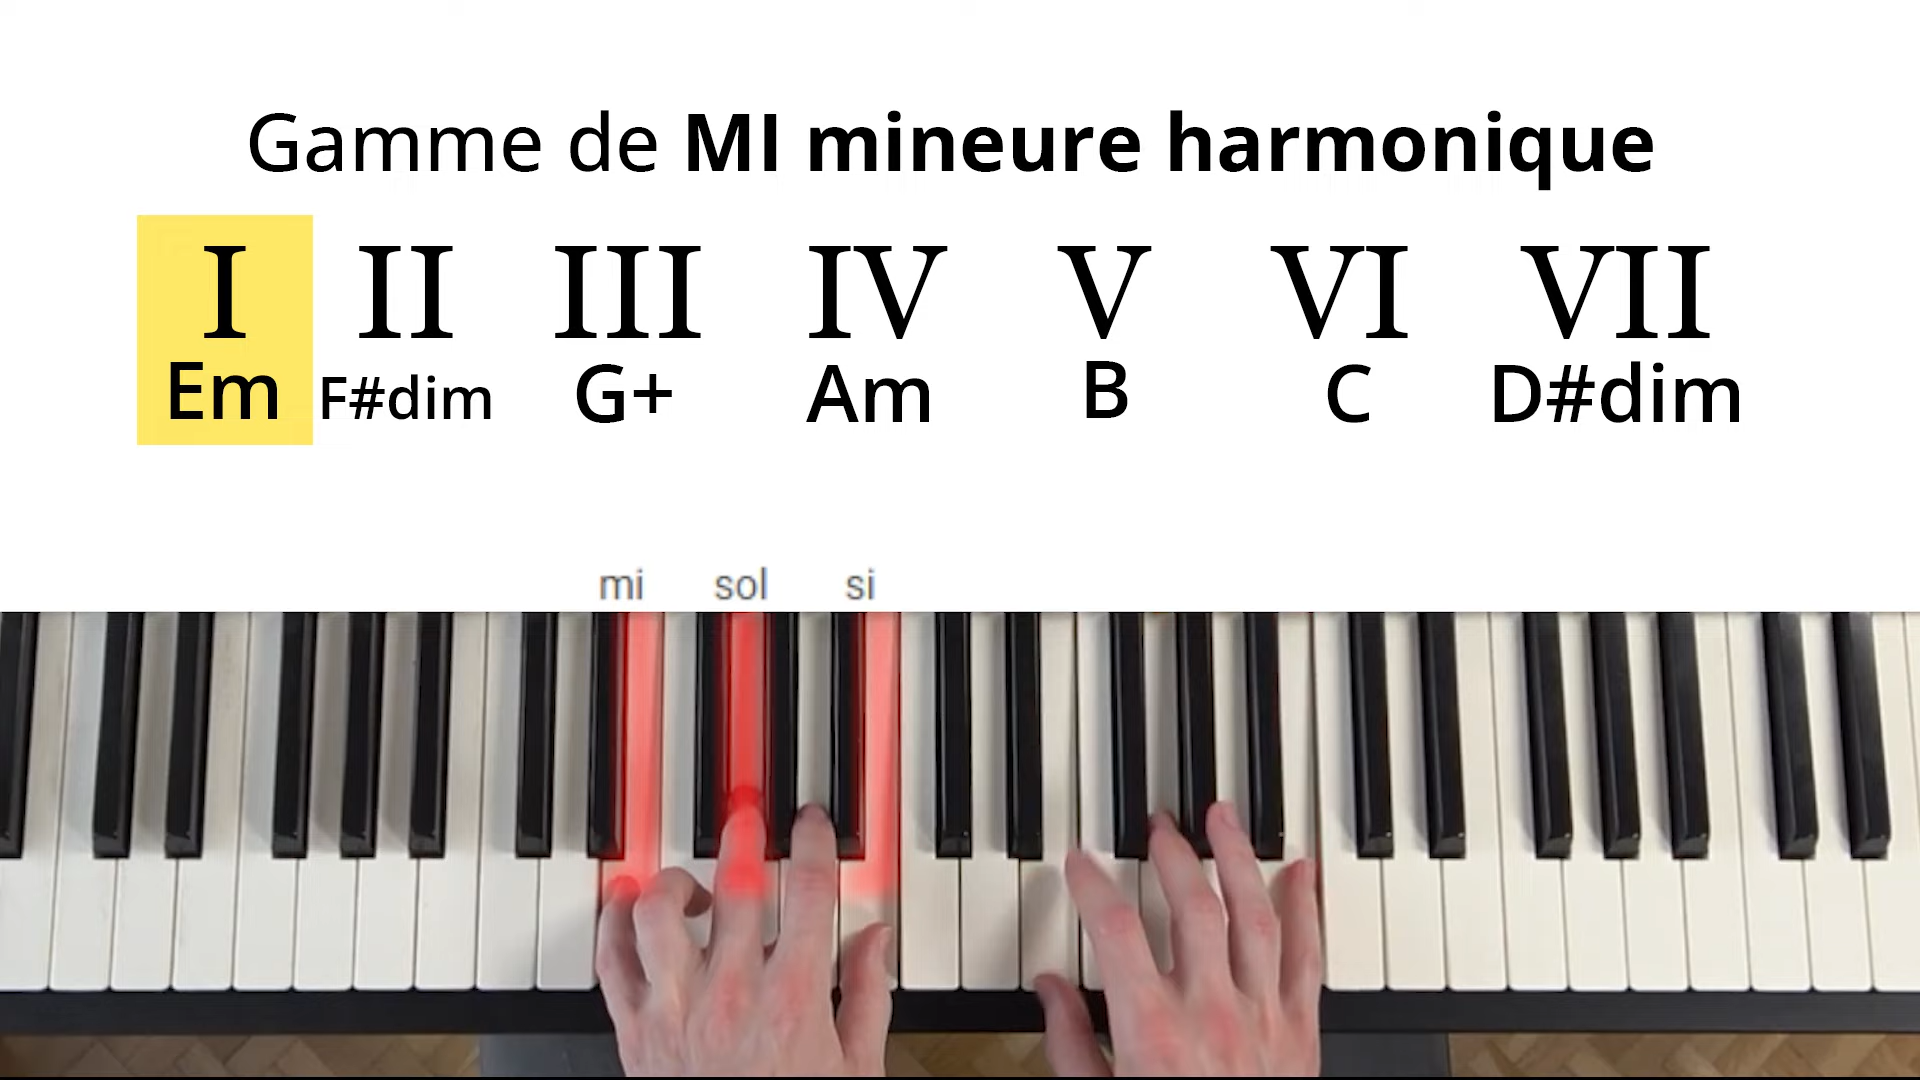 Gamme de MI mineure harmonique
I II III IV V VI VII
Em F#dim G+ Am B C D#dim
mi sol si